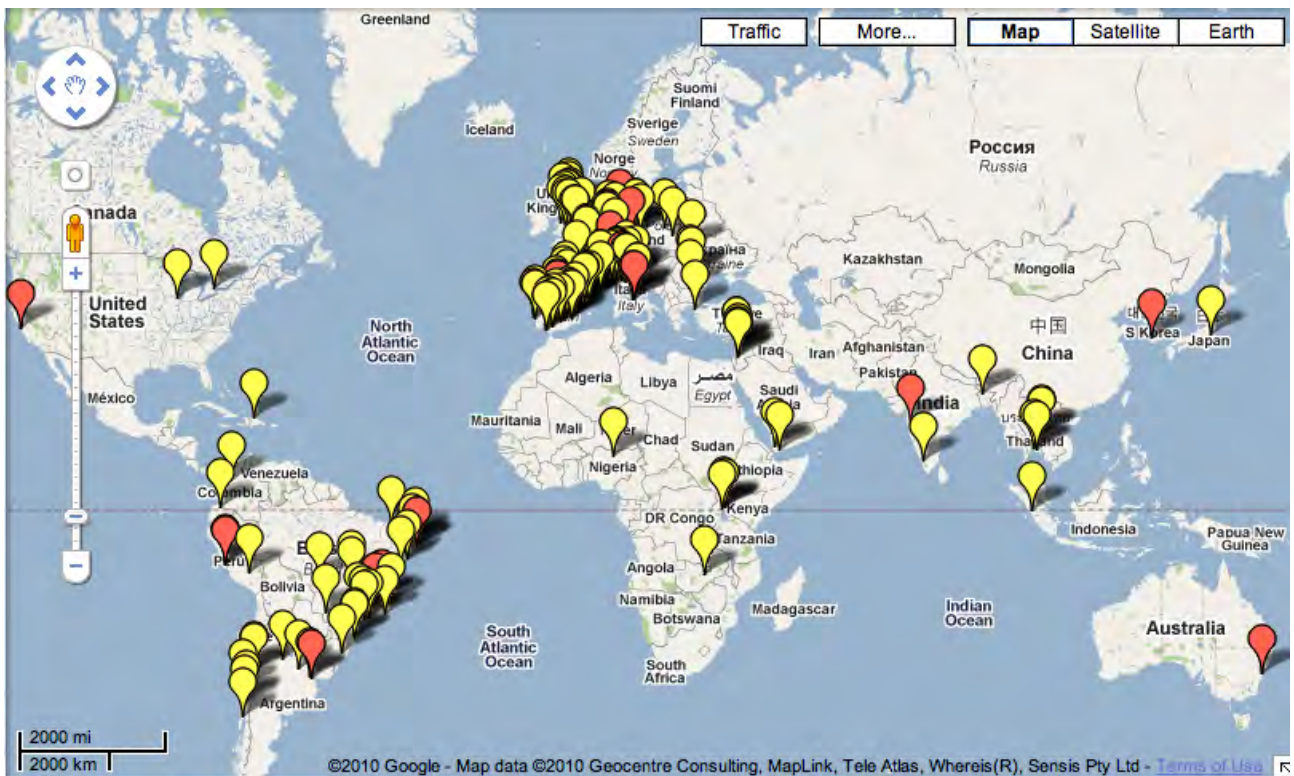 Greenland
Traffic
More...
Map
Satellite
Earth
Iceland
Suomi
Finland
Sverige
Sweden
Norge
Россия
Russia
United
States
North
Atlantic
Ocean
México
Kazakhstan
Mongolia
中国
China
S Korea
Japan
Iraq
Iran
Afghanistan
Pakistan
Italy
Algeria
Libya
مصر
Egypt
Saudi
Mauritania
Mali
Chad
Sudan
Nigeria
Kenya
DR Congo
Tanzania
Angola
Namibia
Botswana
Madagascar
South
Africa
Venezuela
Colombia
Peru
Bolivia
Argentina
South
Atlantic
Ocean
Indian
Ocean
Indonesia
Papua New
Guinea
Australia
2000 mi
2000 km
©2010 Google - Map data ©2010 Geocentre Consulting, MapLink, Tele Atlas, Whereis(R), Sensis Pty Ltd - Terms of Use